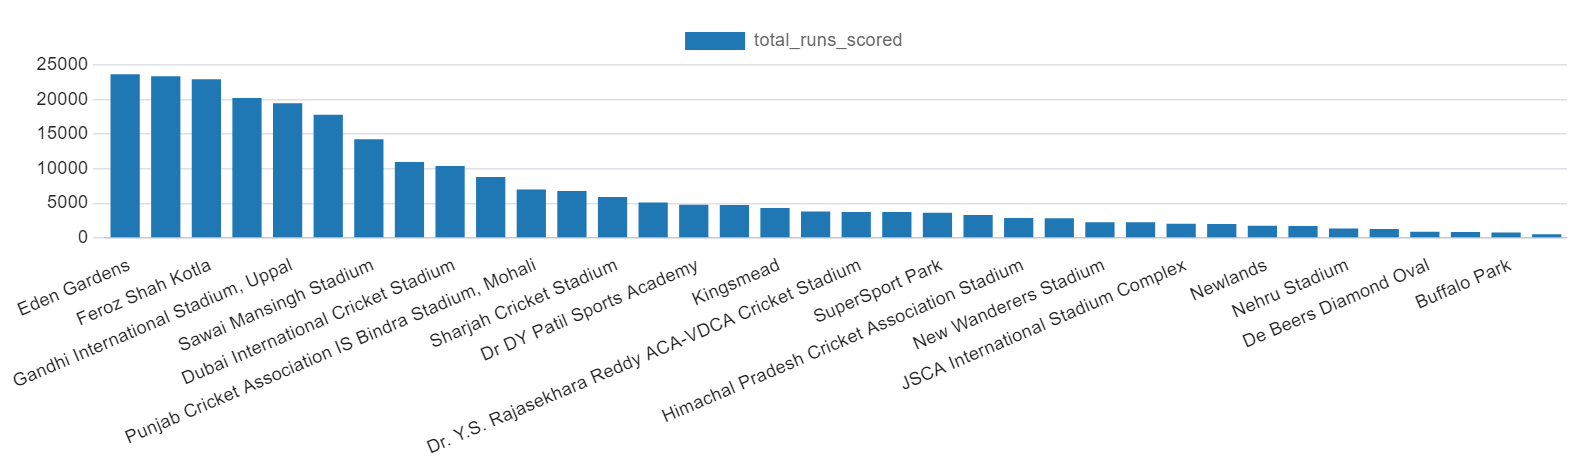 total_runs_scored
25000
20000
15000
10000
5000
0
Eden Gardens
Feroz Shah Kotla
Gandhi International Stadium, Uppal
Sawai Mansingh Stadium
Dubai International Cricket Stadium
Punjab Cricket Association IS Bindra Stadium, Mohali
Sharjah Cricket Stadium
Dr DY Patil Sports Academy
Kingsmead
Dr. Y.S. Rajasekhara Reddy ACA-VDCA Cricket Stadium
SuperSport Park
Himachal Pradesh Cricket Association Stadium
New Wanderers Stadium
JSCA International Stadium Complex
Newlands
Nehru Stadium
De Beers Diamond Oval
Buffalo Park